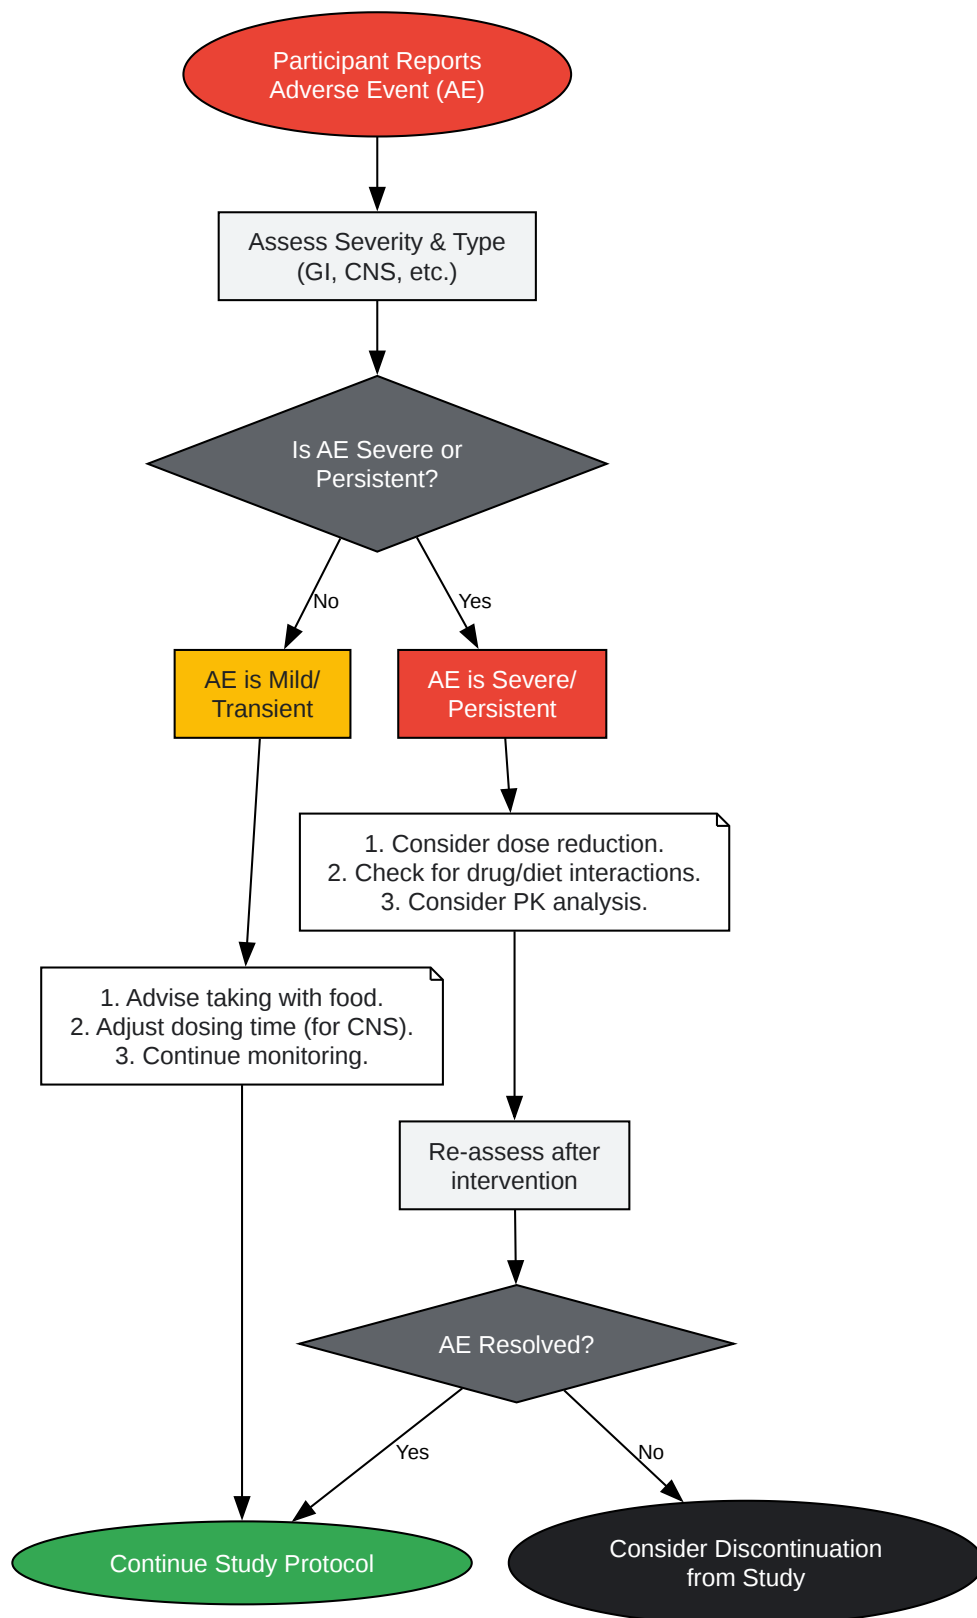 Participant Reports
Adverse Event (AE)
Assess Severity & Type
(GI, CNS, etc.)
Is AE Severe or
Persistent?
No
Yes
AE is Mild/
Transient
AE is Severe/
Persistent
1. Consider dose reduction.
2. Check for drug/diet interactions.
3. Consider PK analysis.
1. Advise taking with food.
2. Adjust dosing time (for CNS).
3. Continue monitoring.
Re-assess after
intervention
AE Resolved?
Yes
No
Continue Study Protocol
Consider Discontinuation
from Study